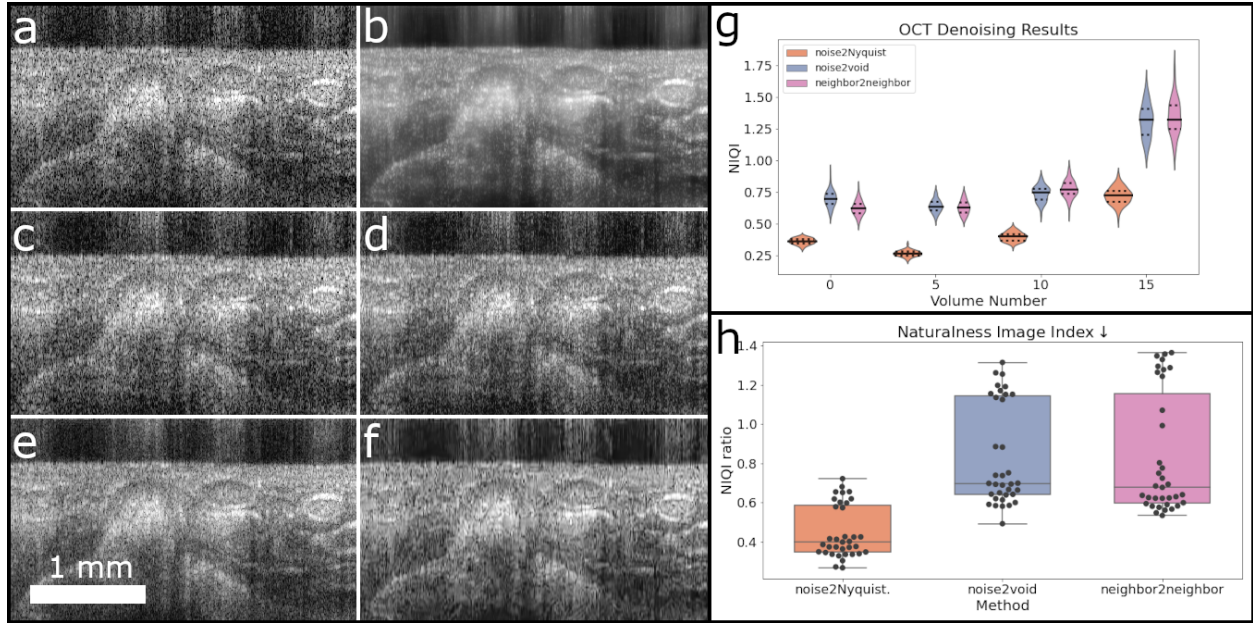 a
b
c
d
e
f
1 mm
g
OCT Denoising Results
noise2Nyquist
noise2void
neighbor2neighbor
NIQI
1.75
1.50
1.25
1.00
0.75
0.50
0.25
0 5 10 15
Volume Number
h
Naturalness Image Index ↓
NIQI ratio
1.4
1.2
1.0
0.8
0.6
0.4
noise2Nyquist. noise2void neighbor2neighbor
Method